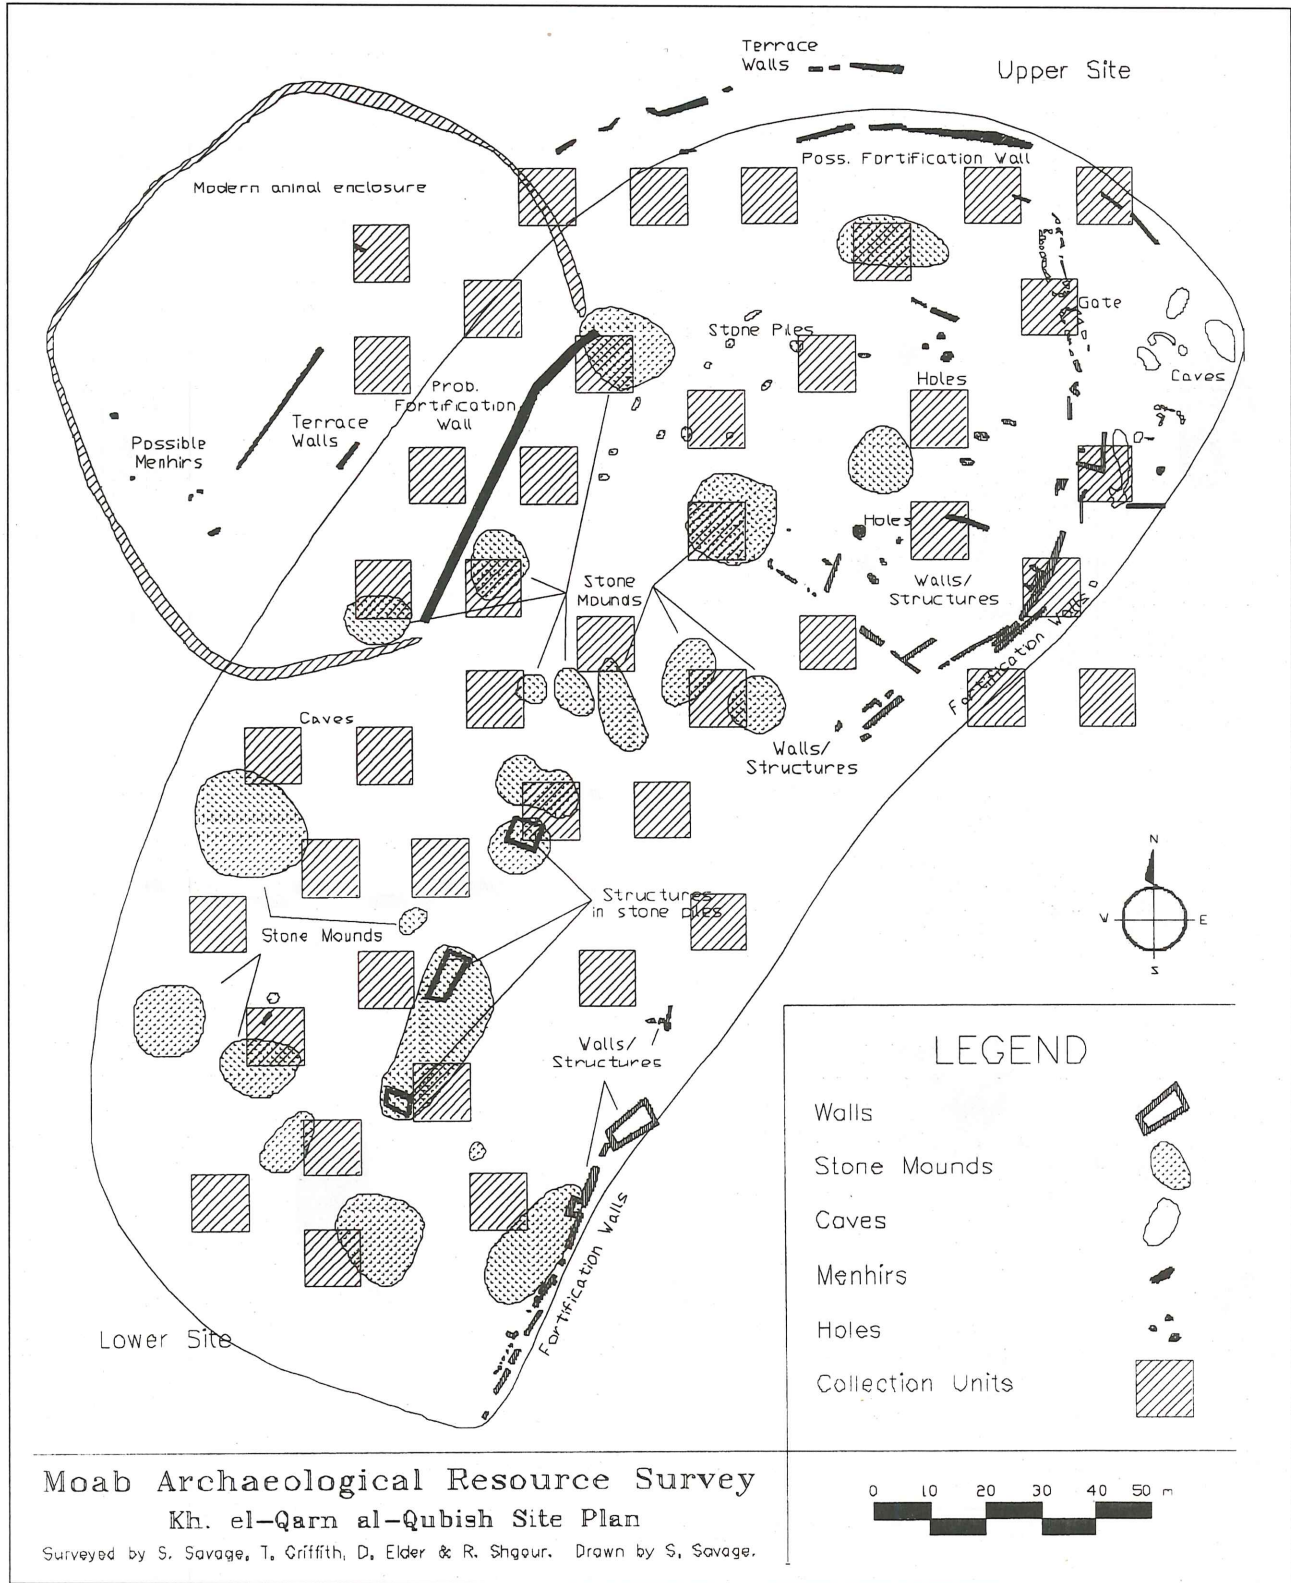 Terrace
Walls
Upper Site
Poss. Fortification Wall
Modern animal enclosure
Gate
Stone Piles
Holes
Caves
Prob.
Fortification
Wall
Terrace
Walls
Possible
Menhirs
Holes
Stone
Mounds
Walls/
Structures
Fortification Walls
Caves
Walls/
Structures
N
W
E
S
Structures
in stone piles
Stone Mounds
Walls/
Structures
Fortification Walls
Lower Site
LEGEND
Walls
Stone Mounds
Caves
Menhirs
Holes
Collection Units
Moab Archaeological Resource Survey
Kh. el-Qarn al-Qubish Site Plan
Surveyed by S. Savage, T. Griffith, D. Elder & R. Shqour. Drawn by S. Savage.
0 10 20 30 40 50 m